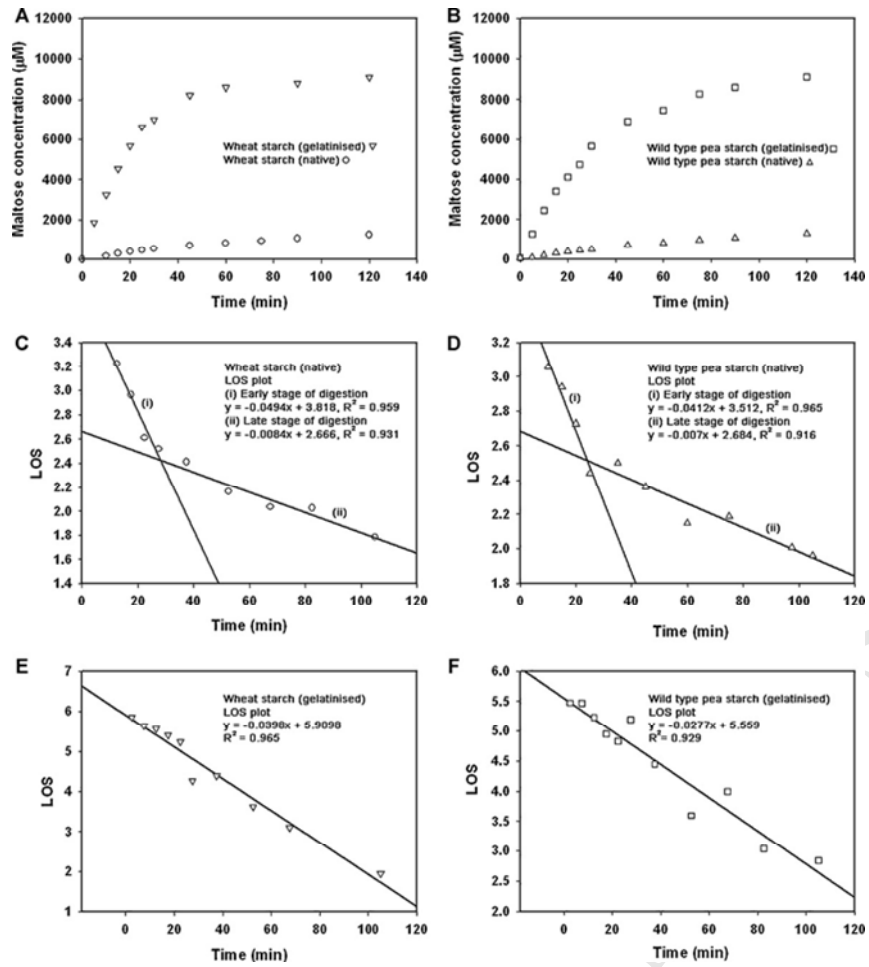 A
Maltose concentration (µM)
12000
10000
8000
6000
4000
2000
0
Wheat starch (gelatinised) ▽
Wheat starch (native) ○
0 20 40 60 80 100 120 140
Time (min)
B
Maltose concentration (µM)
12000
10000
8000
6000
4000
2000
0
Wild type pea starch (gelatinised) □
Wild type pea starch (native) △
0 20 40 60 80 100 120 140
Time (min)
C
LOS
3.4
3.2
3.0
2.8
2.6
2.4
2.2
2.0
1.8
1.6
1.4
Wheat starch (native)
LOS plot
(i) Early stage of digestion
y = -0.0494x + 3.818, R² = 0.959
(ii) Late stage of digestion
y = -0.0084x + 2.666, R² = 0.931
(i)
(ii)
0 20 40 60 80 100 120
Time (min)
D
LOS
3.2
3.0
2.8
2.6
2.4
2.2
2.0
1.8
Wild type pea starch (native)
LOS plot
(i) Early stage of digestion
y = -0.0412x + 3.512, R² = 0.965
(ii) Late stage of digestion
y = -0.007x + 2.684, R² = 0.916
(i)
(ii)
0 20 40 60 80 100 120
Time (min)
E
LOS
7
6
5
4
3
2
1
Wheat starch (gelatinised)
LOS plot
y = -0.0398x + 5.9098
R² = 0.965
0 20 40 60 80 100 120
Time (min)
F
LOS
6.0
5.5
5.0
4.5
4.0
3.5
3.0
2.5
2.0
Wild type pea starch (gelatinised)
LOS plot
y = -0.0277x + 5.559
R² = 0.929
0 20 40 60 80 100 120
Time (min)